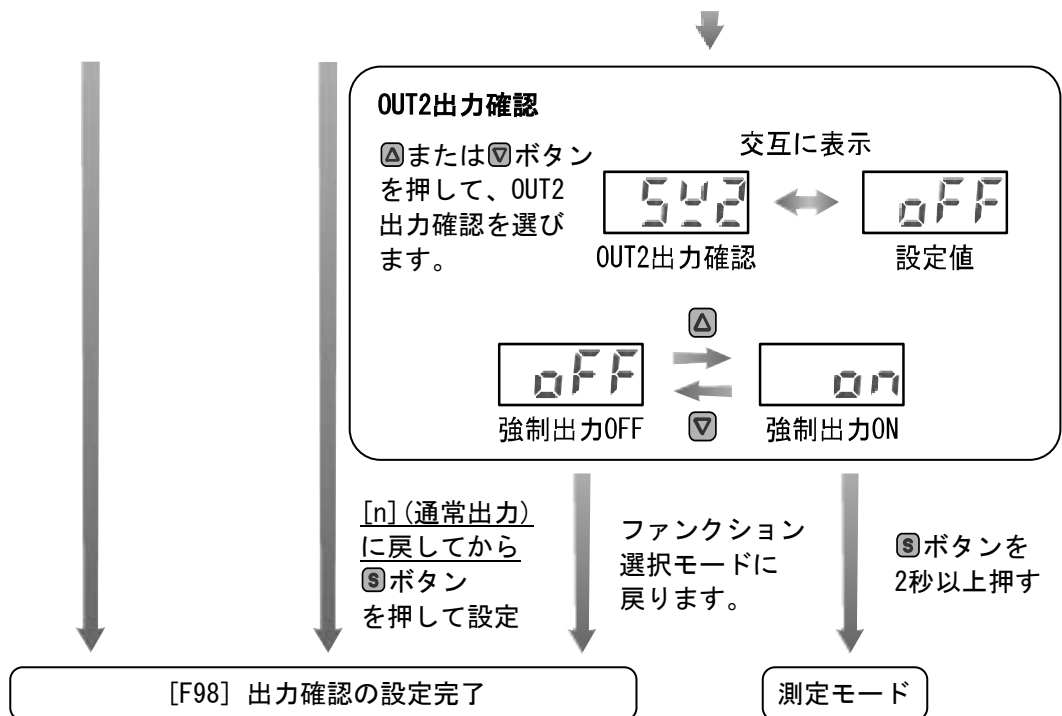 OUT2出力確認
△または▽ボタン
を押して、OUT2
出力確認を選び
ます。
交互に表示
SW2
oFF
OUT2出力確認
設定値
△
oFF
on
強制出力OFF
▽
強制出力ON
[n](通常出力)
に戻してから
Sボタン
を押して設定
ファンクション
選択モードに
戻ります。
Sボタンを
2秒以上押す
[F98] 出力確認の設定完了
測定モード